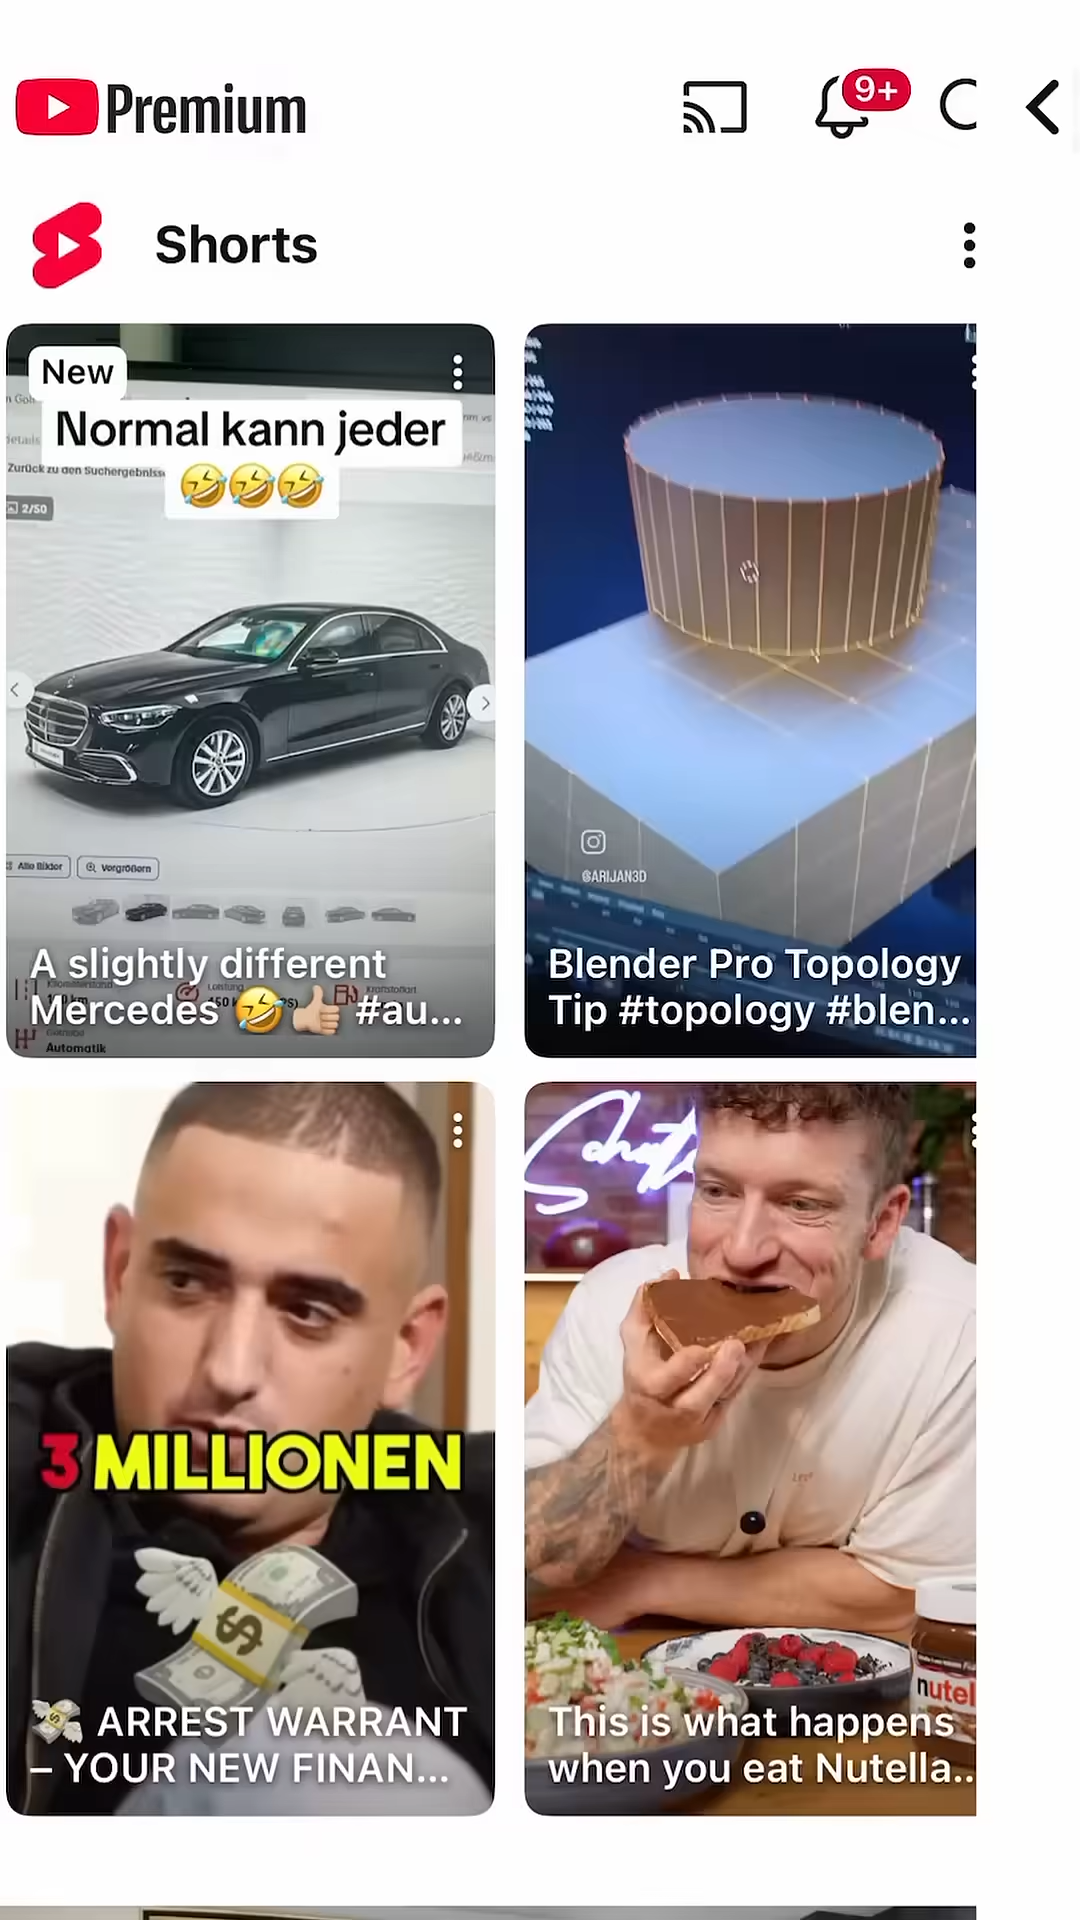 Premium
9+
Shorts
New
Normal kann jeder
🤣🤣🤣
Zurück zu den Suchergebnisse
2/50
Alle Bilder
Vergrößern
A slightly different
Mercedes 🤣👍🏼 #au...
Automatik
@ARIJAN3D
Blender Pro Topology
Tip #topology #blen...
3 MILLIONEN
💸 ARREST WARRANT
– YOUR NEW FINAN...
nutel
This is what happens
when you eat Nutella...